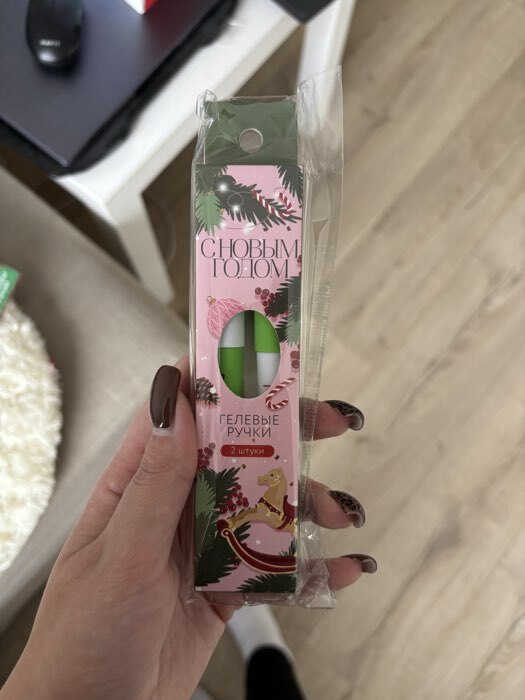 С НОВЫМ
ГОДОМ
ГЕЛЕВЫЕ
РУЧКИ
2 штуки